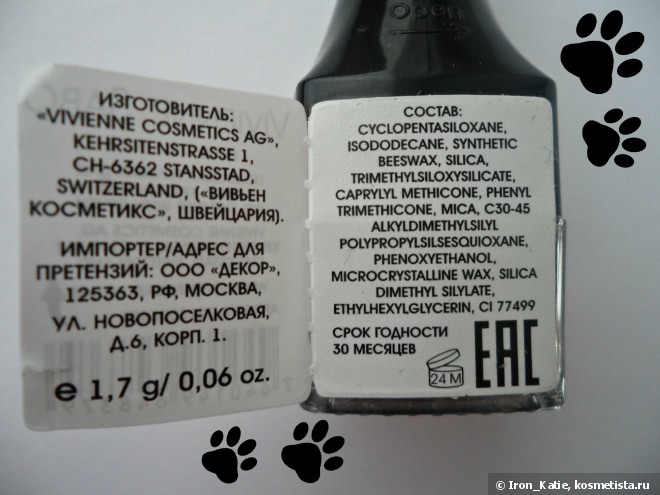 Open
ИЗГОТОВИТЕЛЬ:
«VIVIENNE COSMETICS AG»,
KEHRSITENSTRASSE 1,
CH-6362 STANSSTAD,
SWITZERLAND, («ВИВЬЕН
КОСМЕТИКС», ШВЕЙЦАРИЯ).
ИМПОРТЕР/АДРЕС ДЛЯ
ПРЕТЕНЗИЙ: ООО «ДЕКОР»,
125363, РФ, МОСКВА,
УЛ. НОВОПОСЕЛКОВАЯ,
Д.6, КОРП. 1.
e 1,7 g/ 0,06 oz.
СОСТАВ:
CYCLOPENTASILOXANE,
ISODODECANE, SYNTHETIC
BEESWAX, SILICA,
TRIMETHYLSILOXYSILICATE,
CAPRYLYL METHICONE, PHENYL
TRIMETHICONE, MICA, C30-45
ALKYLDIMETHYLSILYL
POLYPROPYLSILSESQUIOXANE,
PHENOXYETHANOL,
MICROCRYSTALLINE WAX, SILICA
DIMETHYL SILYLATE,
ETHYLHEXYLGLYCERIN, CI 77499
СРОК ГОДНОСТИ
30 МЕСЯЦЕВ
24 M
EAC
© Iron_Katie, kosmetista.ru